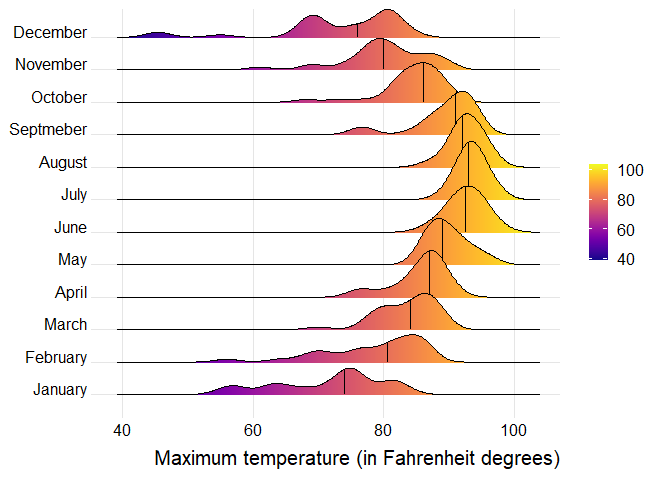 December
November
October
Septmeber
August
July
June
May
April
March
February
January
40
60
80
100
Maximum temperature (in Fahrenheit degrees)
100
80
60
40